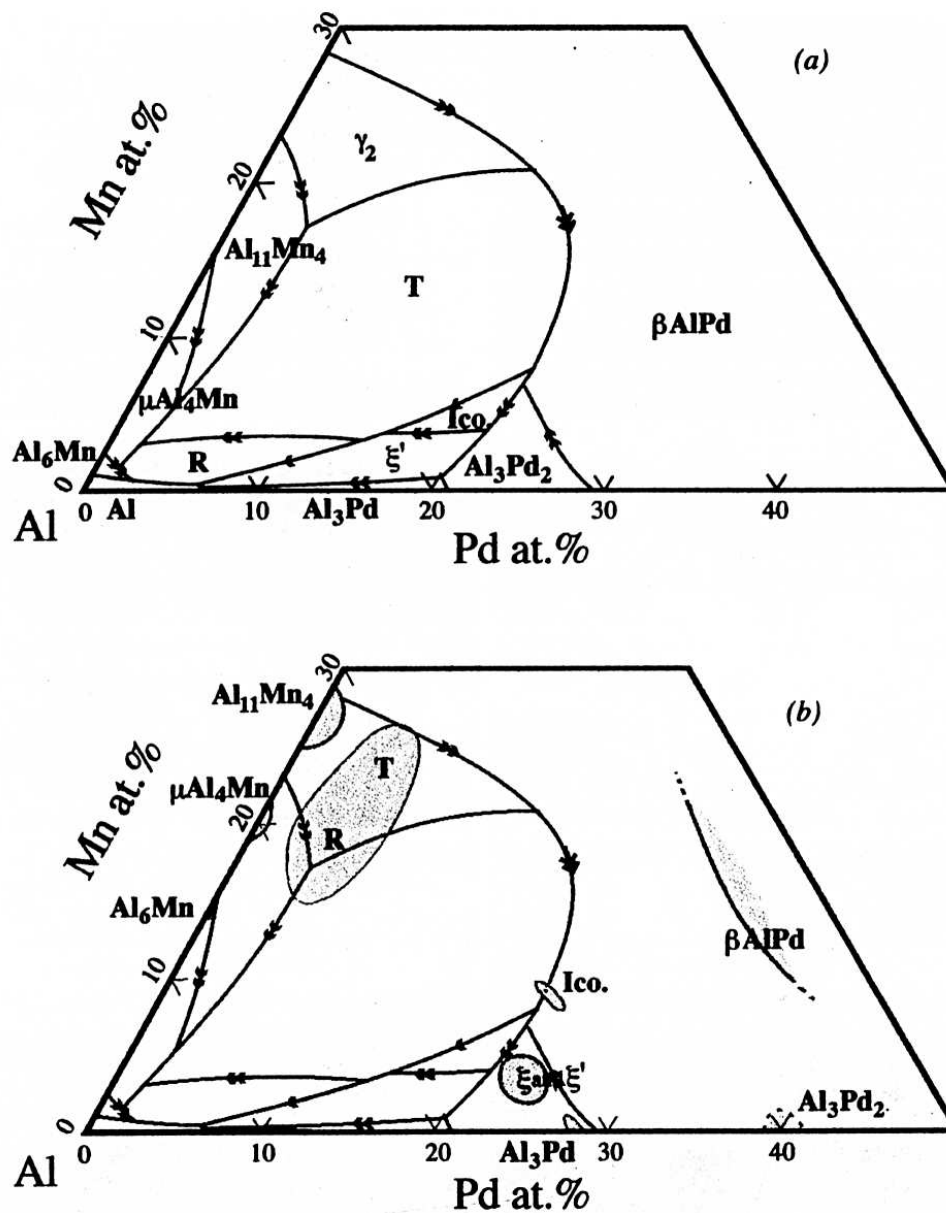 30
(a)
Mn at.%
γ₂
20
Al₁₁Mn₄
T
βAlPd
10
μAl₄Mn
Ico.
Al₆Mn
R
ξ'
Al₃Pd₂
0
0
Al
10
Al₃Pd
20
30
40
Al
Pd at.%
30
Al₁₁Mn₄
(b)
Mn at.%
T
μAl₄Mn
20
R
Al₆Mn
βAlPd
10
Ico.
ξ and ξ'
Al₃Pd₂
0
0
10
20
Al₃Pd
30
40
Al
Pd at.%